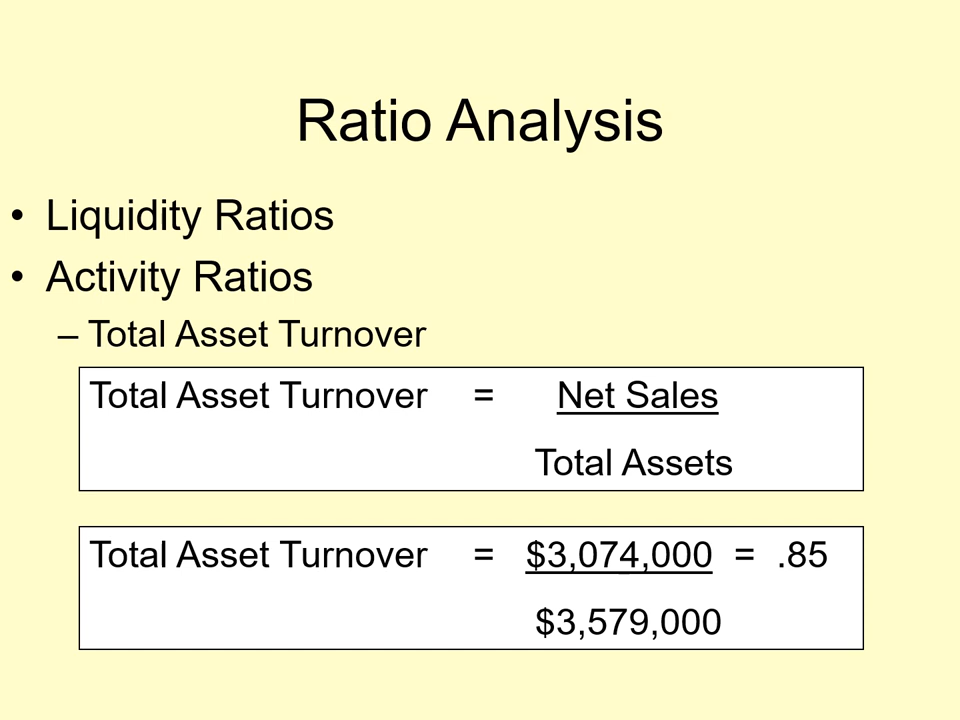 Ratio Analysis
• Liquidity Ratios
• Activity Ratios
– Total Asset Turnover
Total Asset Turnover = Net Sales
Total Assets
Total Asset Turnover = $3,074,000 = .85
$3,579,000